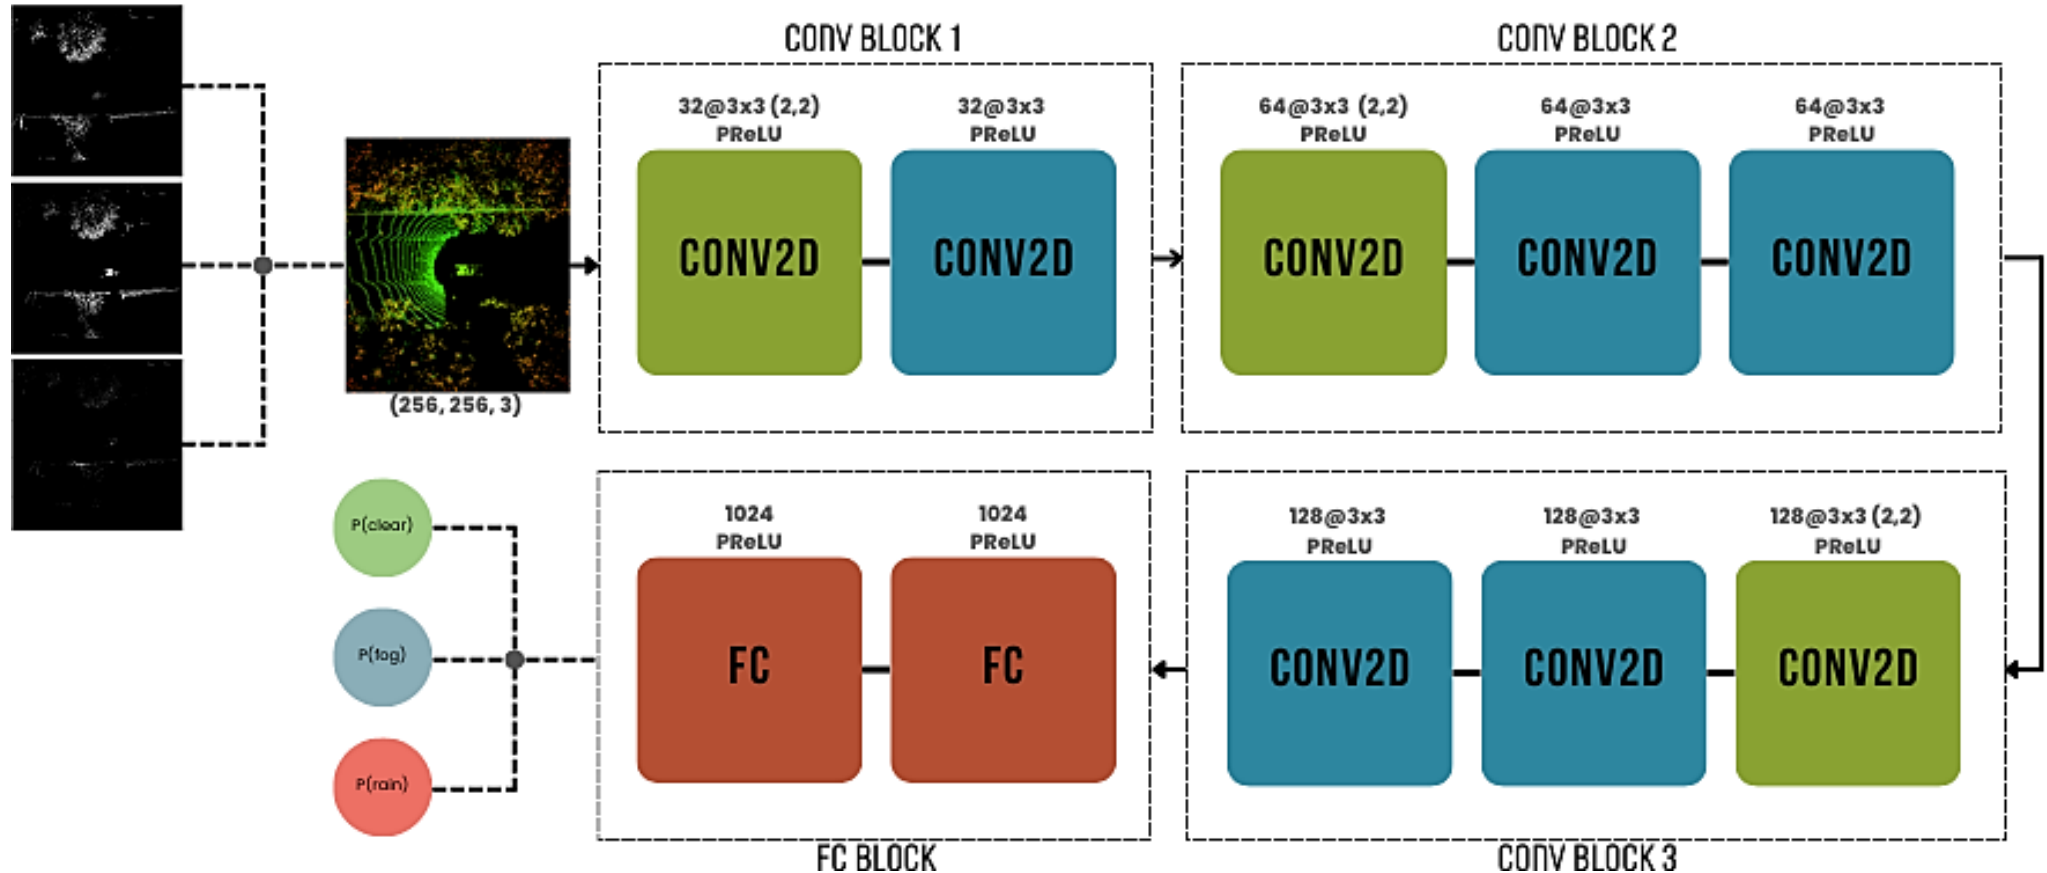 CONV BLOCK 1
32@3x3 (2,2)
PReLU
CONV2D
32@3x3
PReLU
CONV2D
CONV BLOCK 2
64@3x3 (2,2)
PReLU
CONV2D
64@3x3
PReLU
CONV2D
64@3x3
PReLU
CONV2D
(256, 256, 3)
P(clear)
P(fog)
P(rain)
1024
PReLU
FC
1024
PReLU
FC
FC BLOCK
128@3x3
PReLU
CONV2D
128@3x3
PReLU
CONV2D
128@3x3 (2,2)
PReLU
CONV2D
CONV BLOCK 3